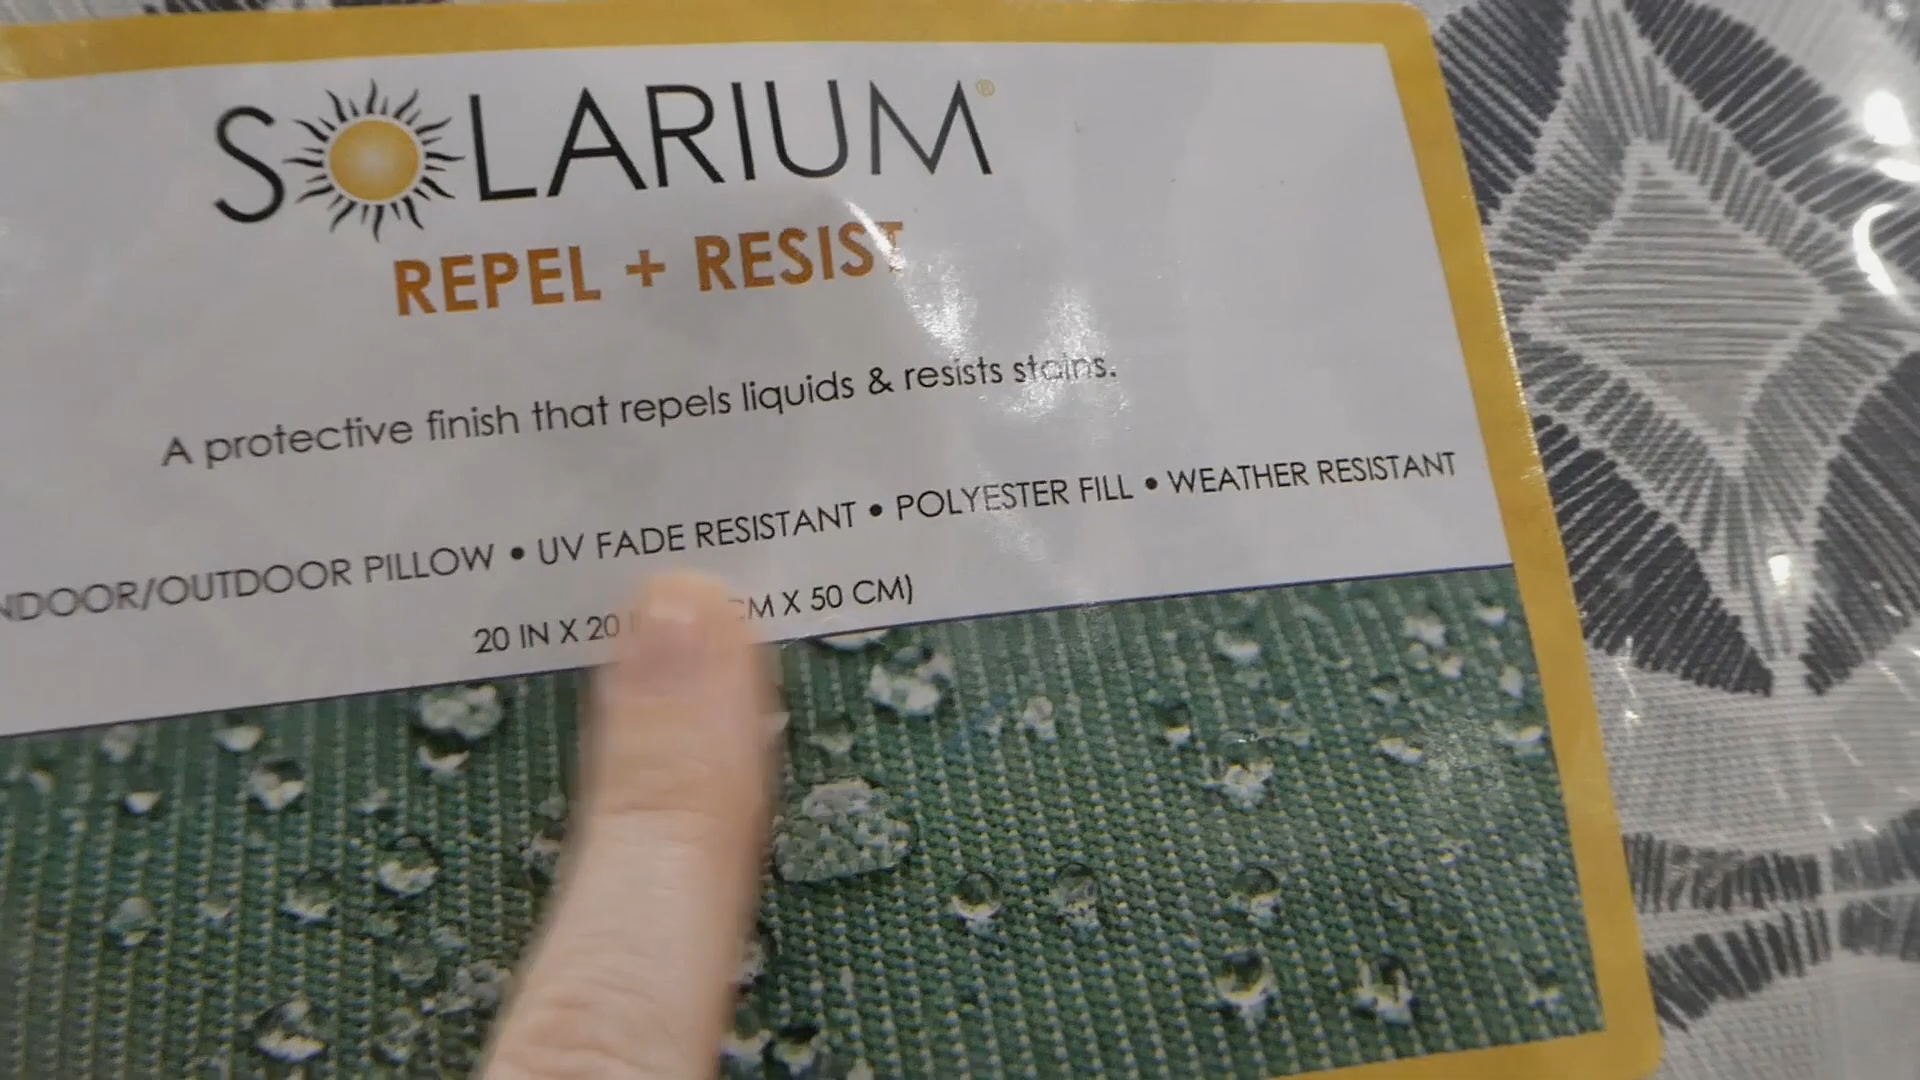 SOLARIUM®
REPEL + RESIST
A protective finish that repels liquids & resists stains.
NDOOR/OUTDOOR PILLOW • UV FADE RESISTANT • POLYESTER FILL • WEATHER RESISTANT
20 IN X 20 CM X 50 CM)